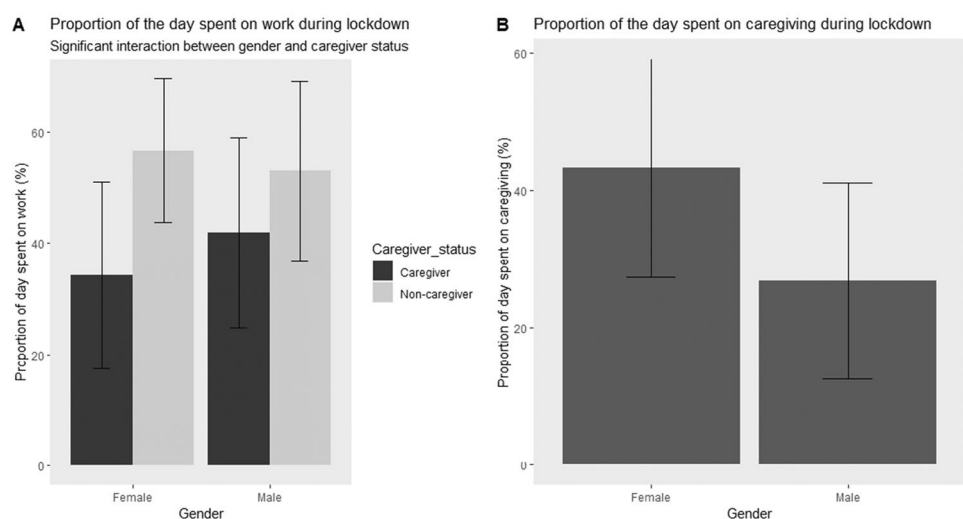 A Proportion of the day spent on work during lockdown
Significant interaction between gender and caregiver status
Prcpcrtion of day spent on work (%)
60
40
20
0
Female Male
Gender
Caregiver_status
Caregiver
Non-caregiver
B Proportion of the day spent on caregiving during lockdown
Proportion of day spent on caregiving (%)
60
40
20
0
Female Male
Gender